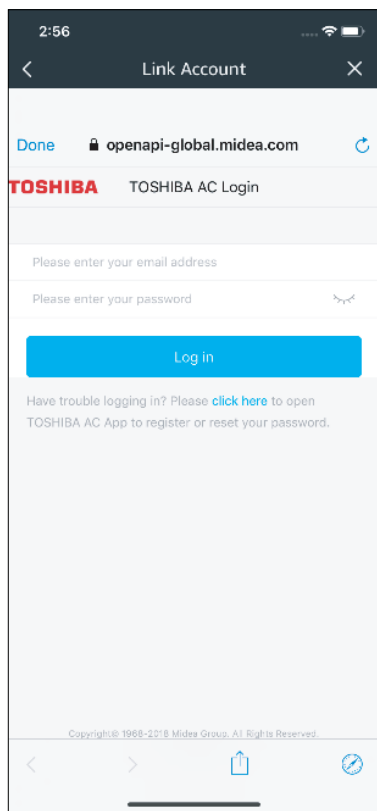 2:56
Link Account
Done openapi-global.midea.com
TOSHIBA TOSHIBA AC Login
Please enter your email address
Please enter your password
Log in
Have trouble logging in? Please click here to open
TOSHIBA AC App to register or reset your password.
Copyright© 1968-2018 Midea Group. All Rights Reserved.